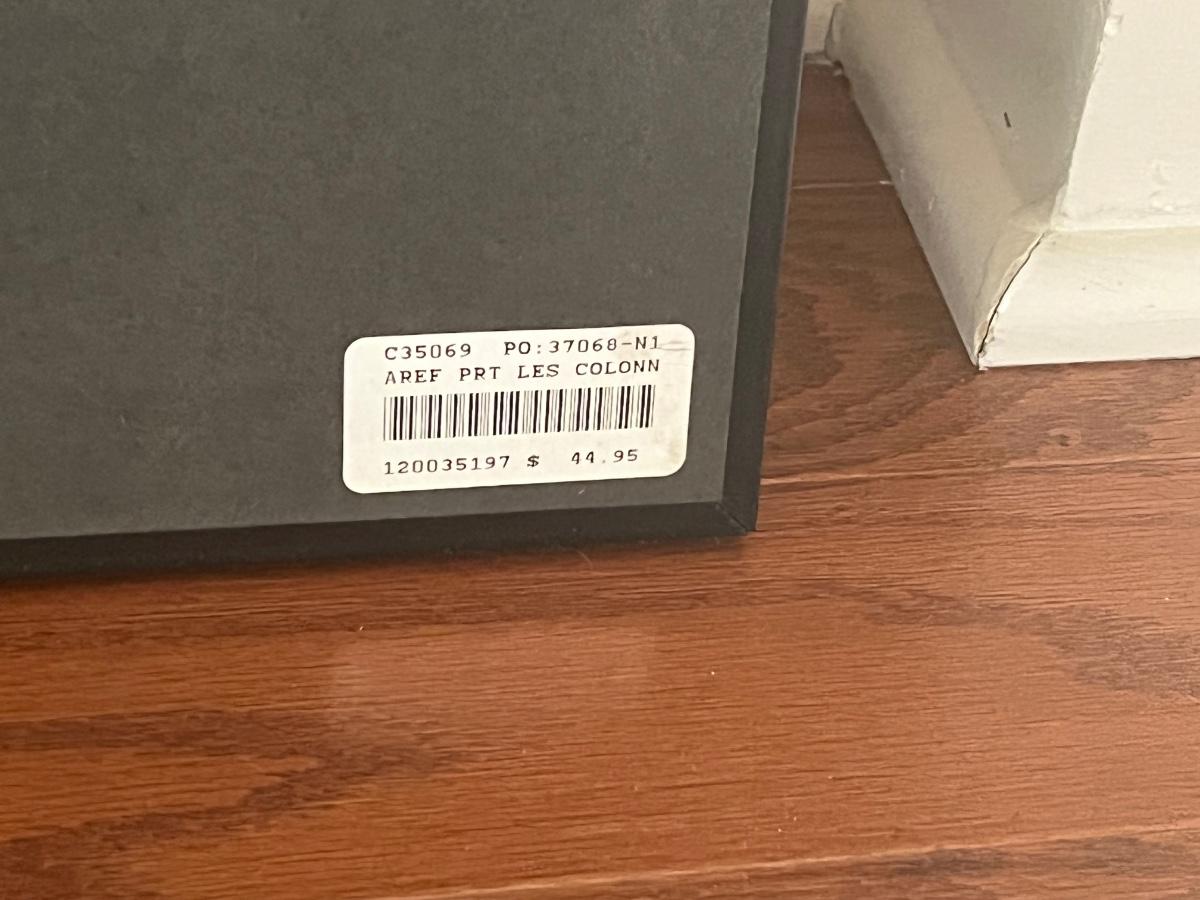 C35069 PO:37068-N1
AREF PRT LES COLONN
120035197 $ 44.95